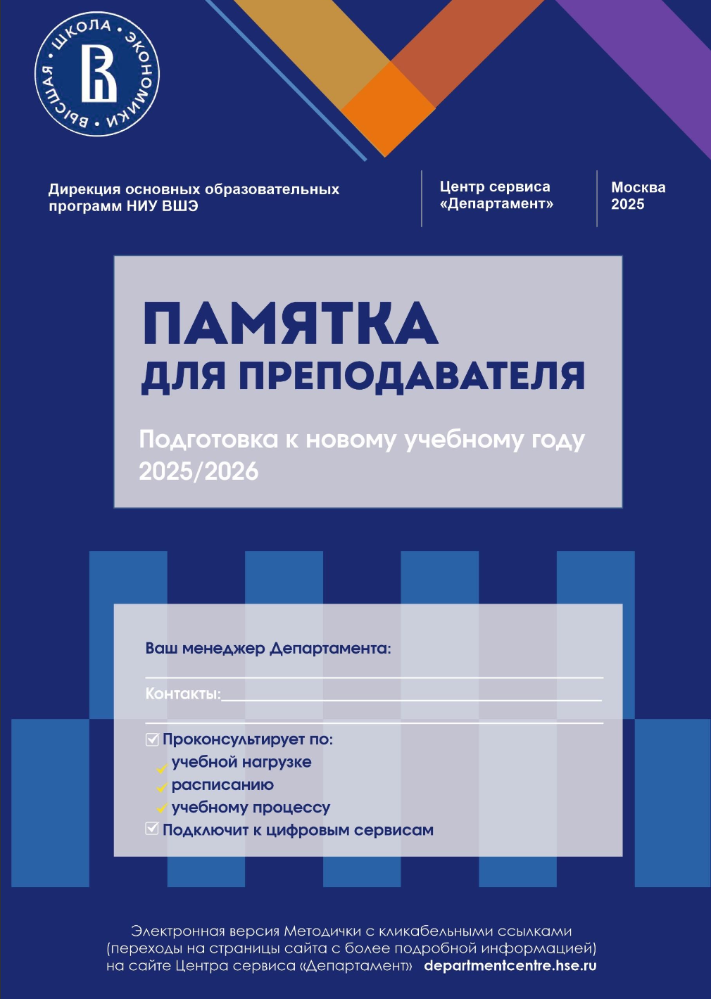 ВЫСШАЯ • ШКОЛА • ЭКОНОМИКИ •
Дирекция основных образовательных
программ НИУ ВШЭ
Центр сервиса
«Департамент»
Москва
2025
ПАМЯТКА
ДЛЯ ПРЕПОДАВАТЕЛЯ
Подготовка к новому учебному году
2025/2026
Ваш менеджер Департамента:
Контакты:
Проконсультирует по:
учебной нагрузке
расписанию
учебному процессу
Подключит к цифровым сервисам
Электронная версия Методички с кликабельными ссылками
(переходы на страницы сайта с более подробной информацией)
на сайте Центра сервиса «Департамент» departmentcentre.hse.ru